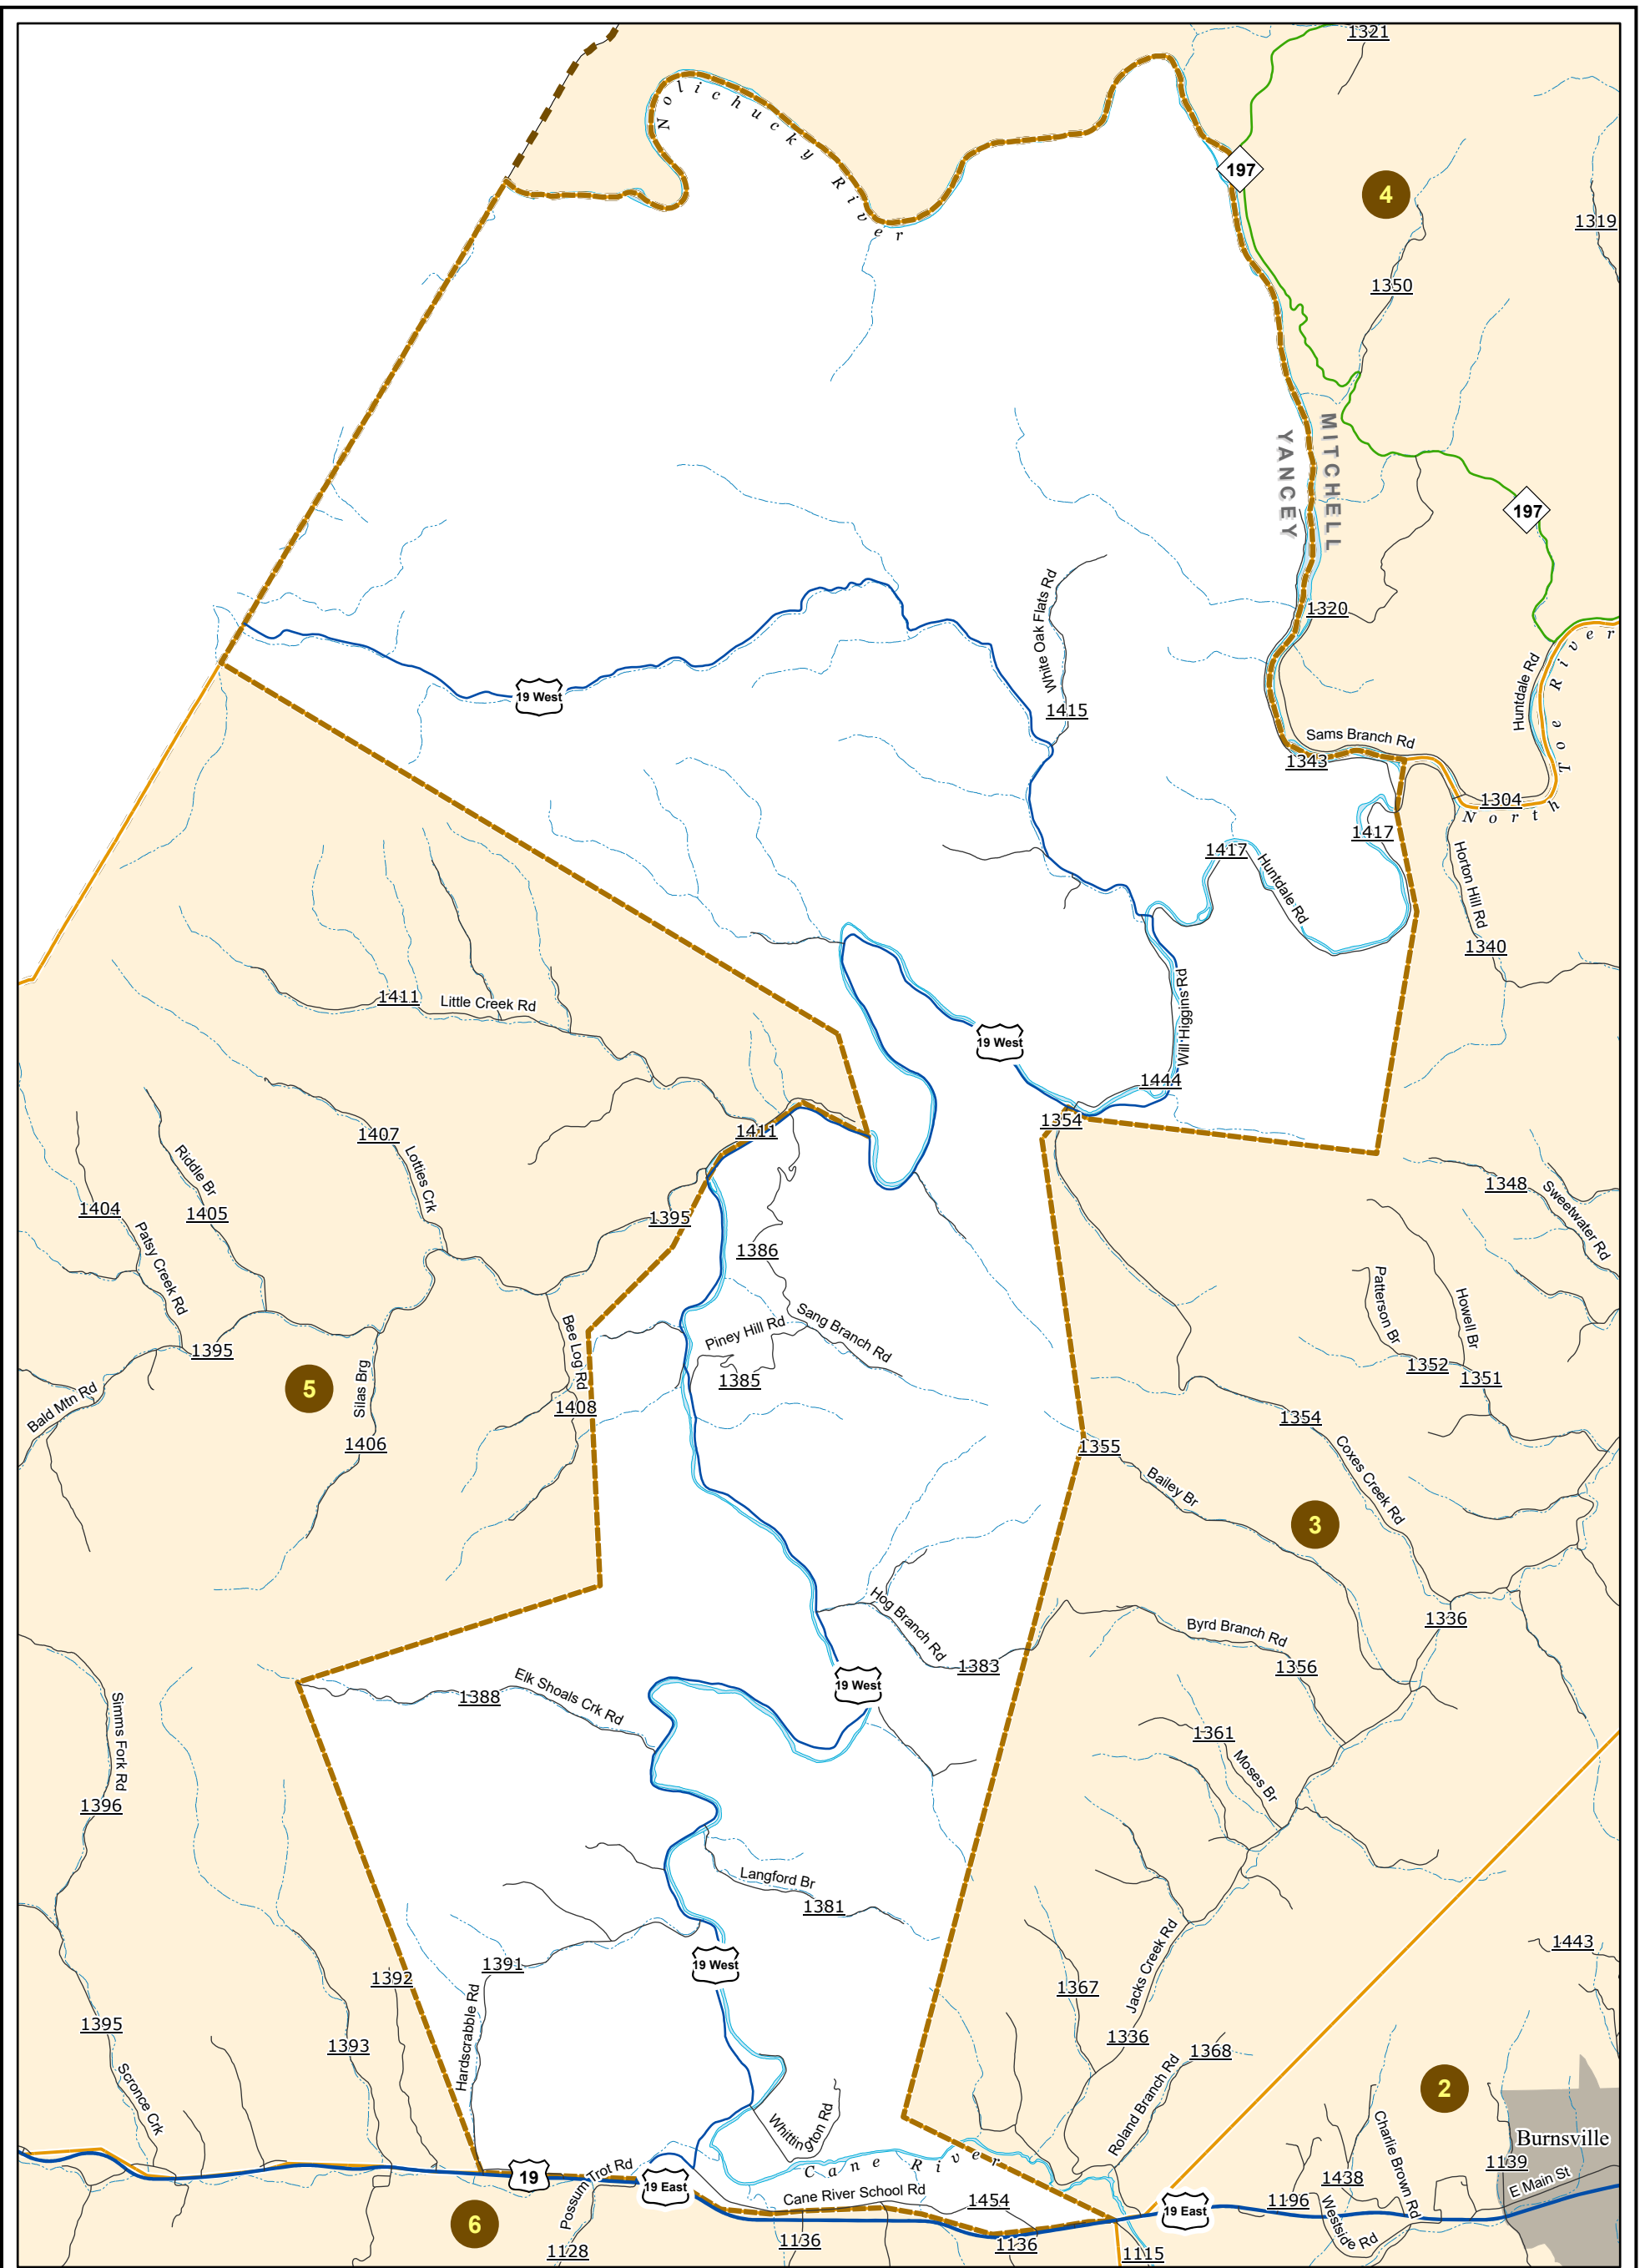 1321
Nolichucky River
197
4
1319
1350
MITCHELL
YANCEY
197
1320
White Oak Flats Rd
19 West
1415
Huntdale Rd
North Toe River
Sams Branch Rd
1343
1304
1417
1417
Huntdale Rd
Horton Hill Rd
1340
1411
Little Creek Rd
19 West
Will Higgins Rd
1444
1354
1411
1407
Lotties Crk
Riddle Br
1404
1405
Patsy Creek Rd
1348
Sweetwater Rd
1395
1386
Sang Branch Rd
Piney Hill Rd
1385
Patterson Br
Howell Br
1352
1351
1395
Bee Log Rd
5
Silas Brg
Bald Mtn Rd
1408
1406
1354
Coxes Creek Rd
1355
Bailey Br
3
Hog Branch Rd
1383
Byrd Branch Rd
1336
1356
19 West
Elk Shoals Crk Rd
1388
Simms Fork Rd
1361
Moses Br
1396
Langford Br
1381
19 West
1391
1392
1443
1367
Jacks Creek Rd
Hardscrabble Rd
1395
1393
1336
1368
Scronce Crk
Roland Branch Rd
2
Whittington Rd
Charlie Brown Rd
Burnsville
1139
Cane River
19
Possum Trot Rd
19 East
Cane River School Rd
1454
1438
E Main St
1196
19 East
Westside Rd
6
1128
1136
1136
1115